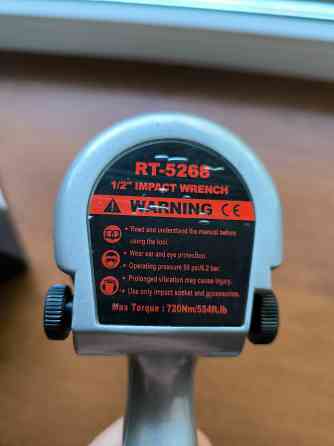 RT-5268
1/2" IMPACT WRENCH
WARNING CE
• Read and understand the manual before
using the tool.
• Wear ear and eye protection.
• Operating pressure 90 psi/6.2 bar.
• Prolonged vibration may cause injury.
• Use only impact socket and accessories.
Max Torque : 720Nm/554ft.lb